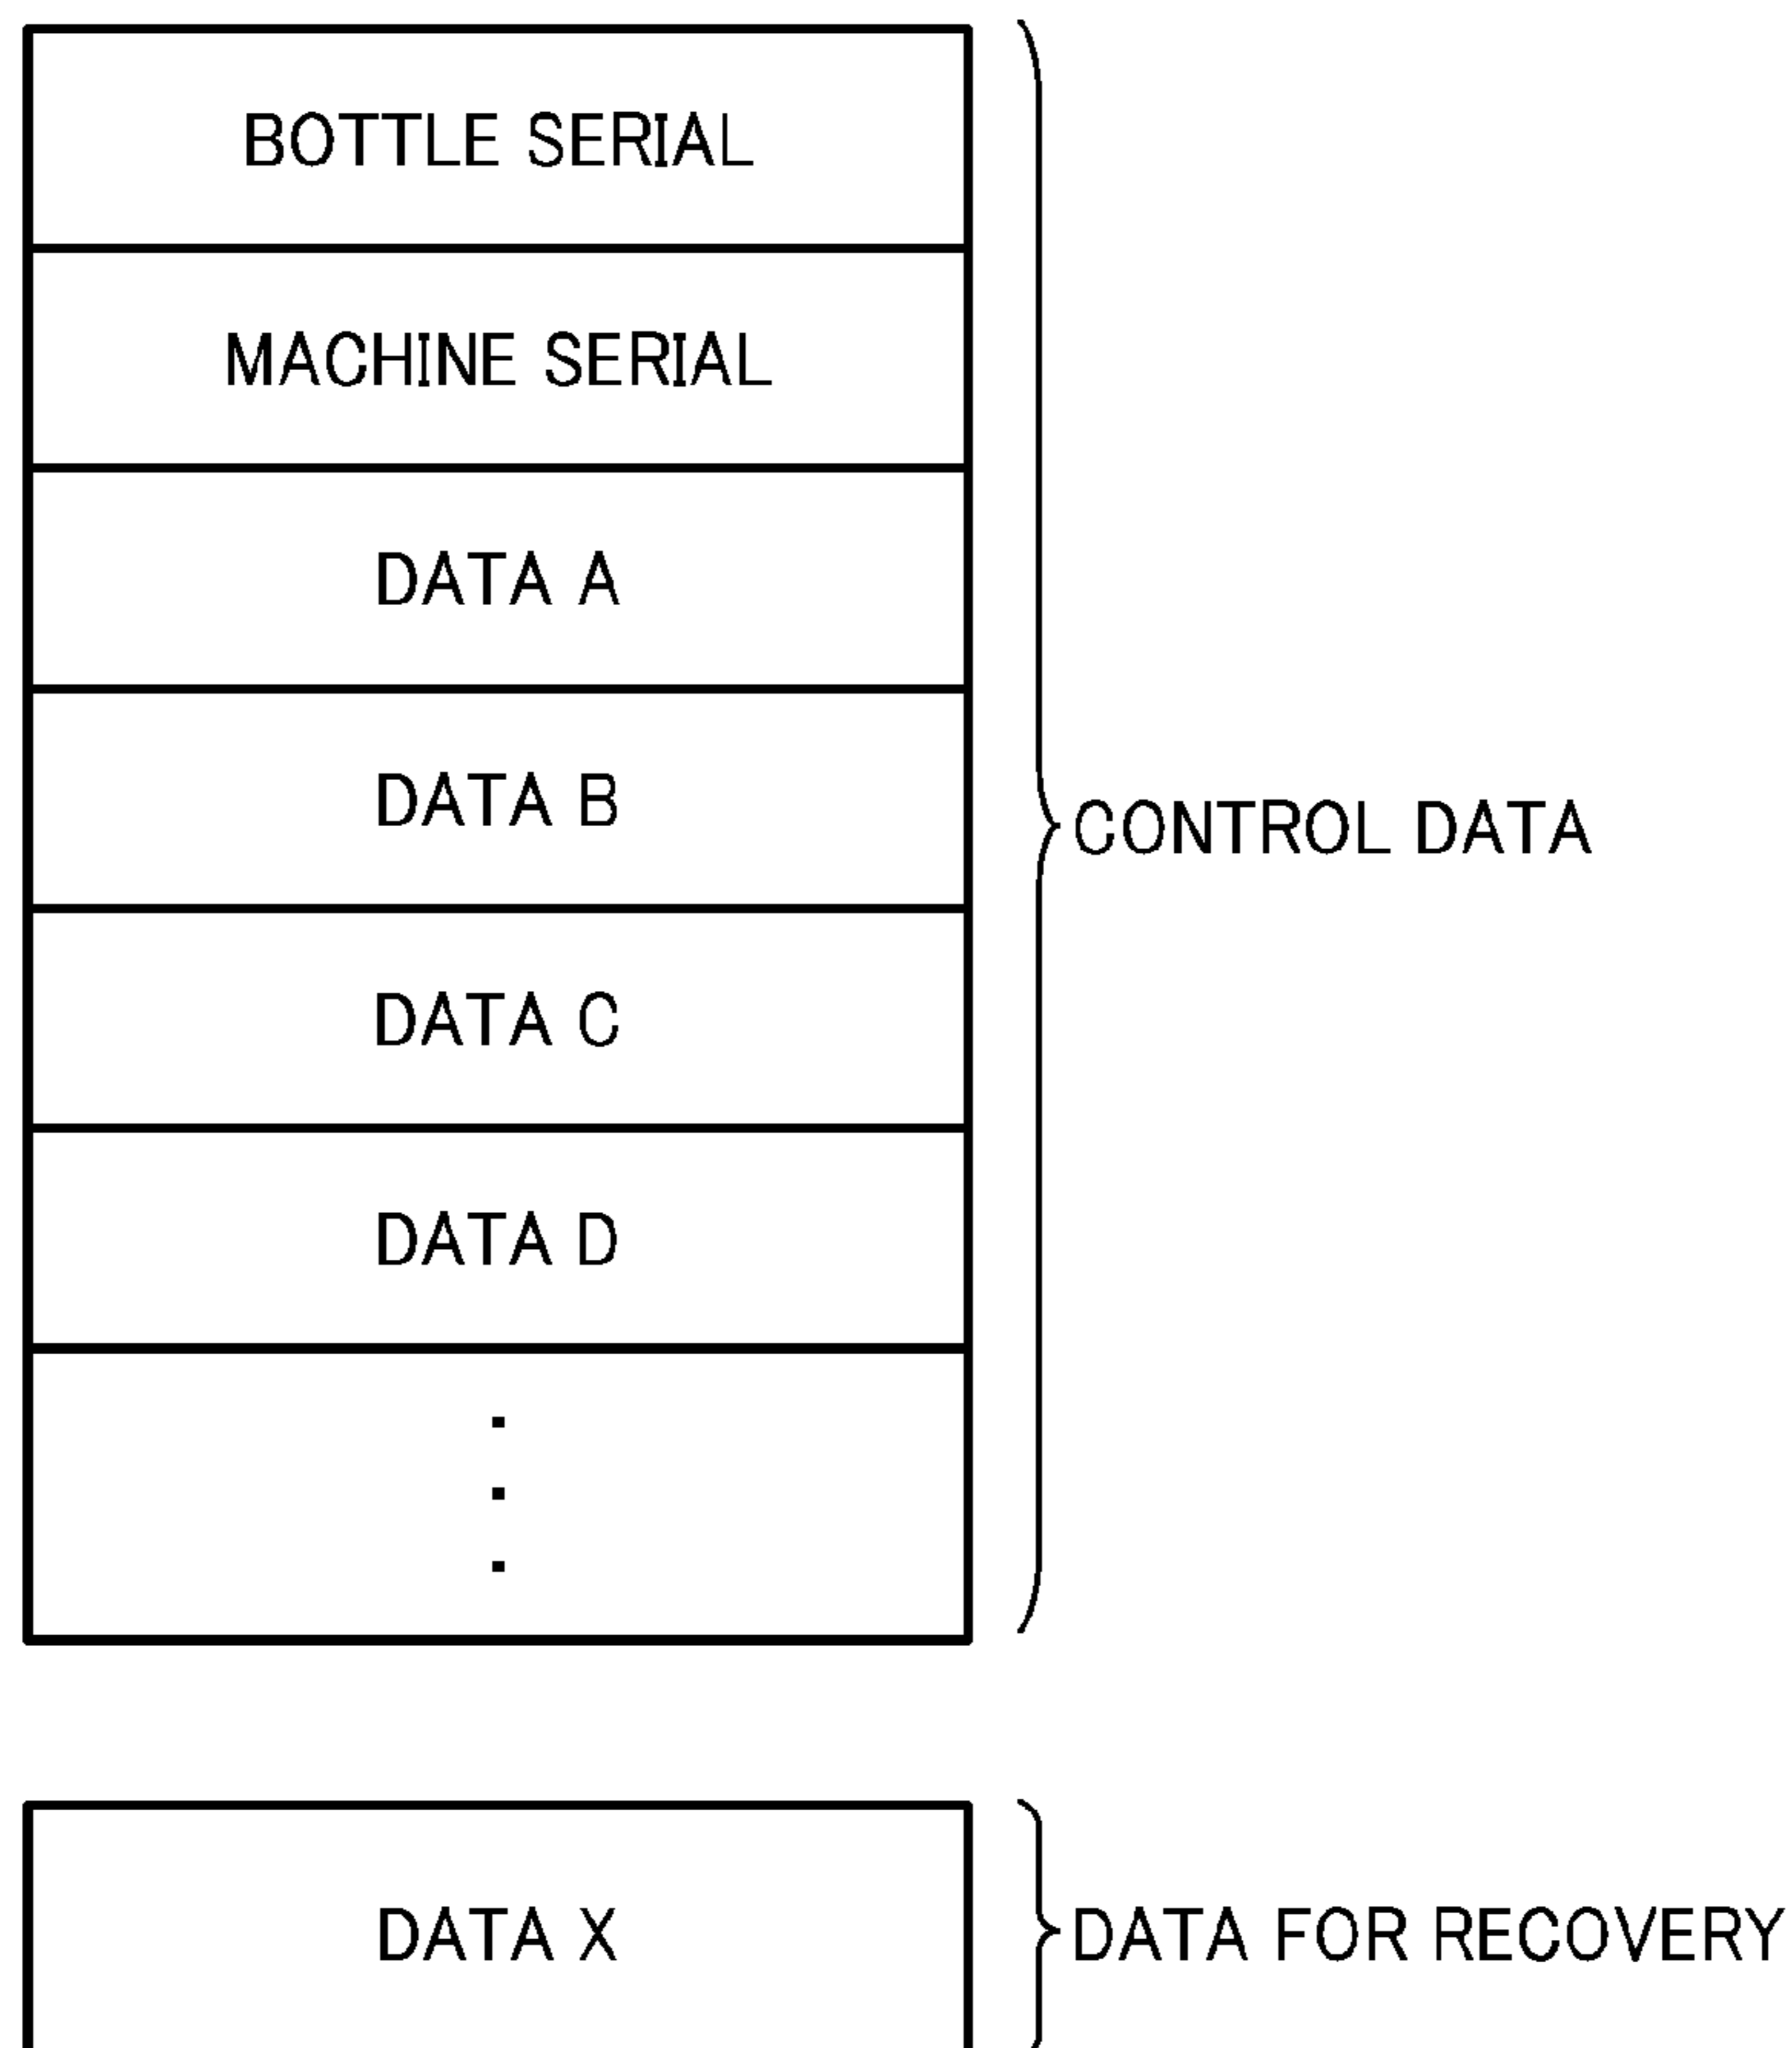 BOTTLE SERIAL
MACHINE SERIAL
DATA A
DATA B
CONTROL DATA
DATA C
DATA D
DATA X
DATA FOR RECOVERY